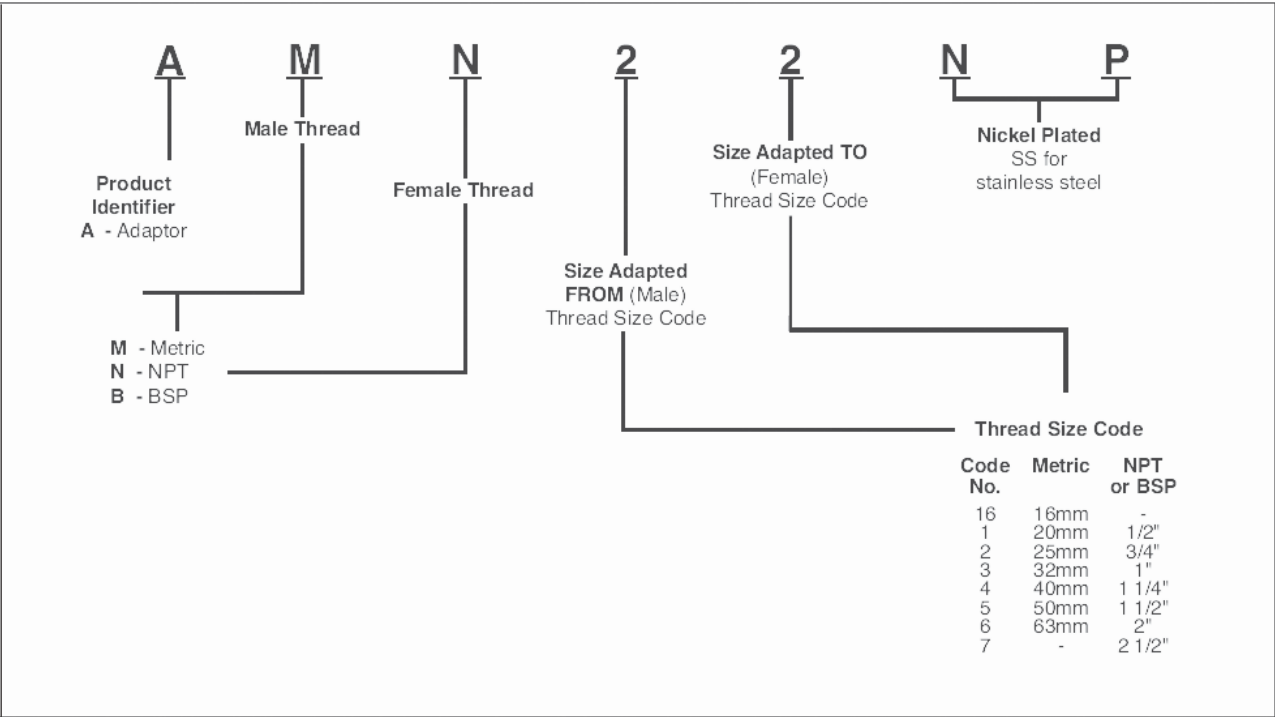 A M N 2 2 N P
Male Thread
Product
Identifier
A - Adaptor
Female Thread
Size Adapted TO
(Female)
Thread Size Code
Nickel Plated
SS for
stainless steel
Size Adapted
FROM (Male)
Thread Size Code
M - Metric
N - NPT
B - BSP
Thread Size Code
Code Metric NPT
No. or BSP
16 16mm -
1 20mm 1/2"
2 25mm 3/4"
3 32mm 1"
4 40mm 1 1/4"
5 50mm 1 1/2"
6 63mm 2"
7 - 2 1/2"